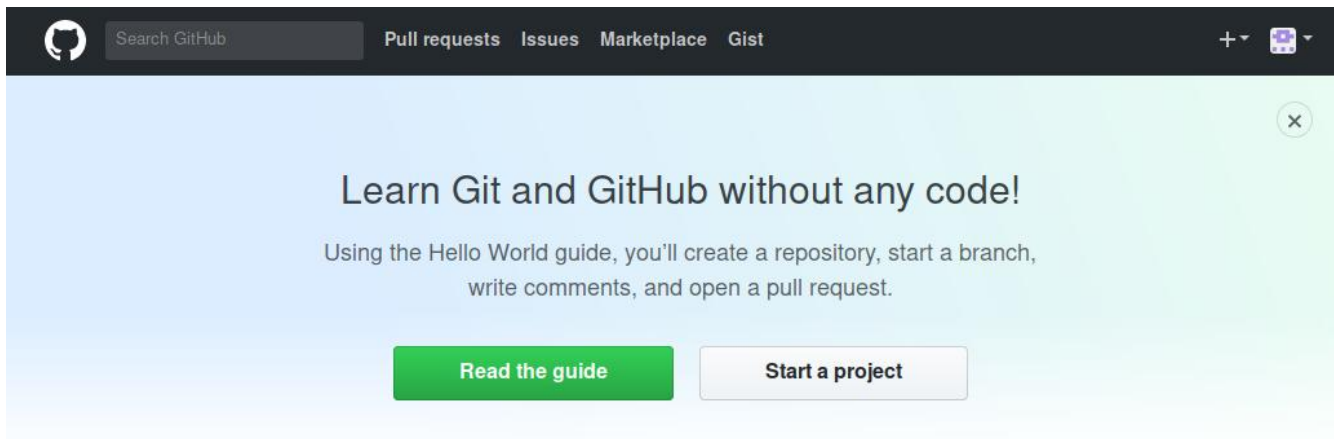 Search GitHub Pull requests Issues Marketplace Gist
Learn Git and GitHub without any code!
Using the Hello World guide, you'll create a repository, start a branch,
write comments, and open a pull request.
Read the guide Start a project